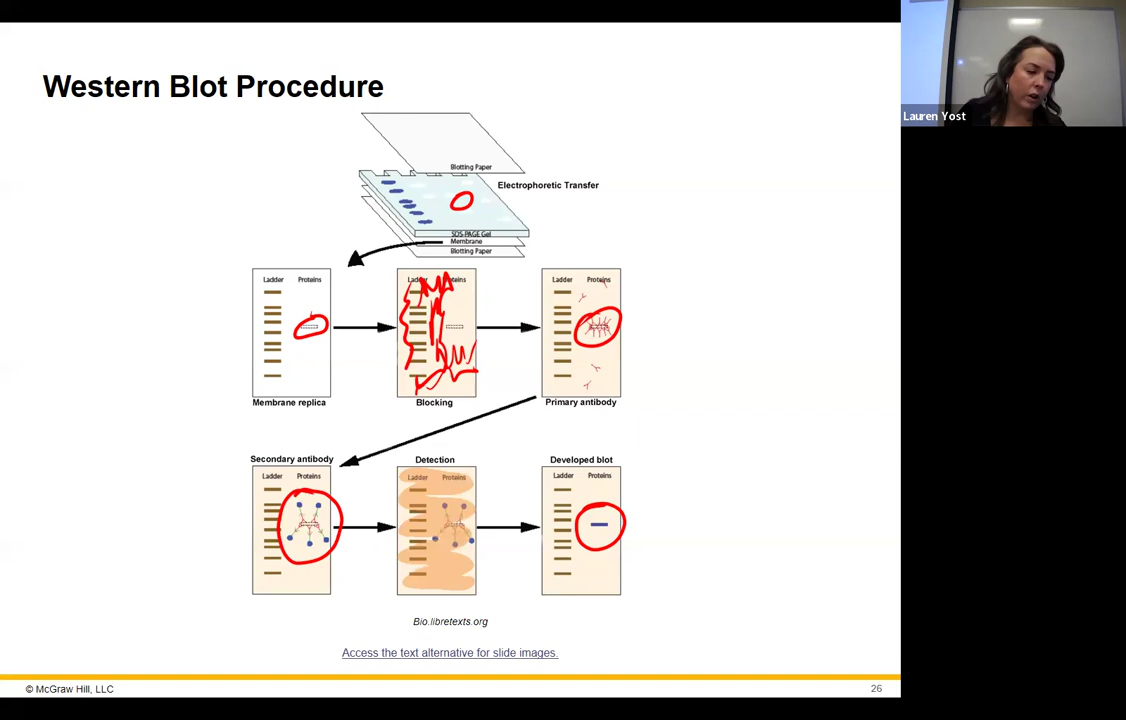 Western Blot Procedure
Lauren Yost
Blotting Paper
Electrophoretic Transfer
SDS-PAGE Gel
Membrane
Blotting Paper
Ladder Proteins
Ladder
Ladder Proteins
Membrane replica
Blocking
Primary antibody
Secondary antibody
Detection
Developed blot
Ladder Proteins
Ladder Proteins
Ladder Proteins
Bio.libretexts.org
Access the text alternative for slide images.
© McGraw Hill, LLC
26